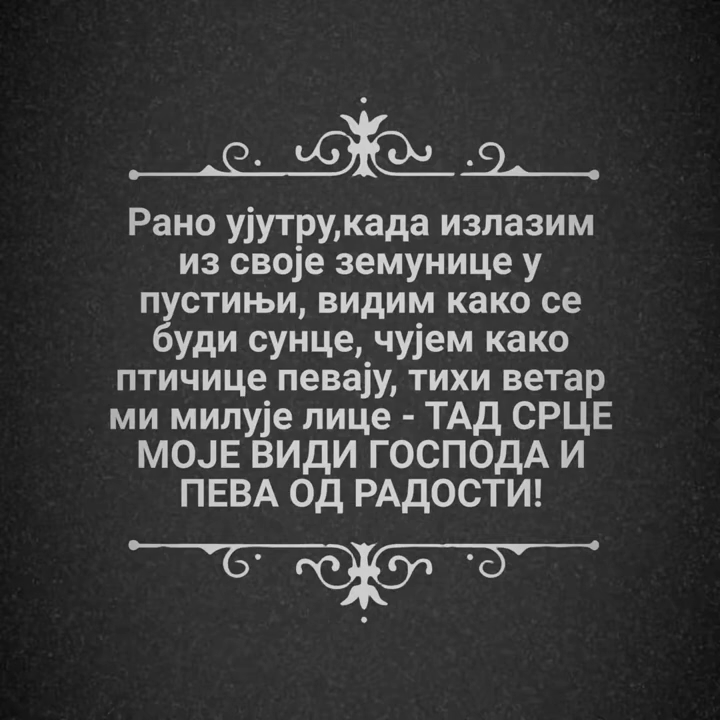 Рано ујутру,када излазим
из своје земунице у
пустињи, видим како се
буди сунце, чујем како
птичице певају, тихи ветар
ми милује лице - ТАД СРЦЕ
МОЈЕ ВИДИ ГОСПОДА И
ПЕВА ОД РАДОСТИ!